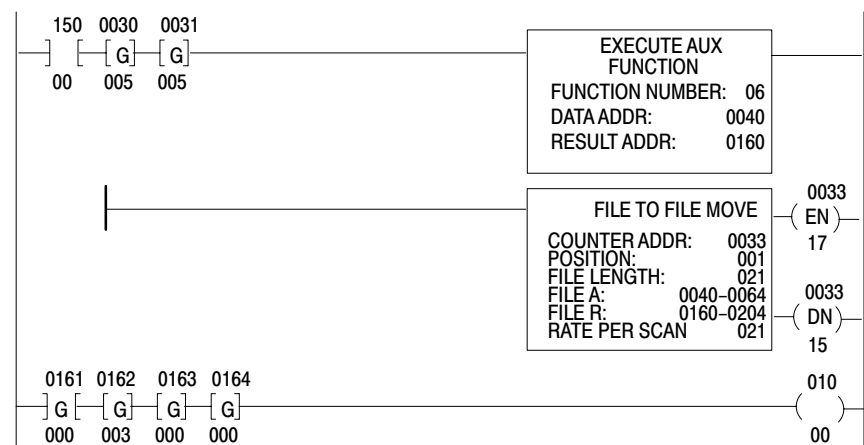 150 0030 0031
G G
00 005 005
EXECUTE AUX
FUNCTION
FUNCTION NUMBER: 06
DATA ADDR: 0040
RESULT ADDR: 0160
FILE TO FILE MOVE
COUNTER ADDR: 0033
POSITION: 001
FILE LENGTH: 021
FILE A: 0040–0064
FILE R: 0160–0204
RATE PER SCAN 021
0033
EN
17
0033
DN
15
0161 0162 0163 0164
G G G G
000 003 000 000
010
00